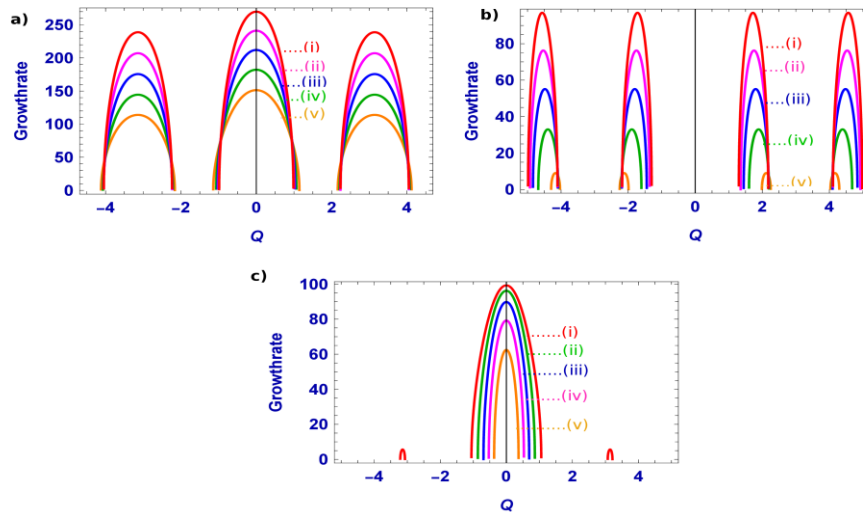 a)
Growthrate
250
200
150
100
50
0
.....(i)
.....(ii)
.....(iii)
.....(iv)
.....(v)
−4 −2 0 2 4
Q
b)
Growthrate
80
60
40
20
0
.....(i)
.....(ii)
.....(iii)
.....(iv)
.....(v)
−4 −2 0 2 4
Q
c)
Growthrate
100
80
60
40
20
0
......(i)
......(ii)
......(iii)
......(iv)
......(v)
−4 −2 0 2 4
Q